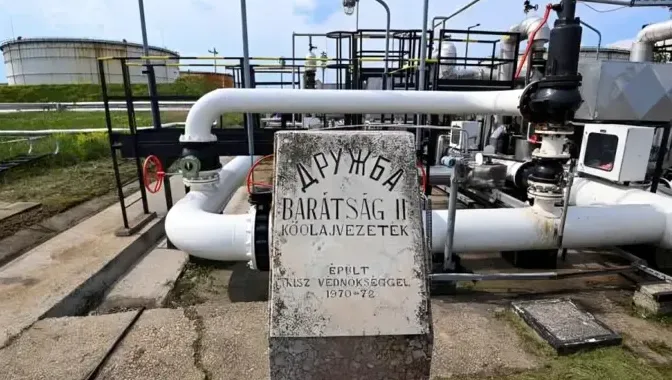 ДРУЖБА
BARÁTSÁG II
KŐOLAJVEZETÉK
ÉPÜLT
KISZ VÉDNÖKSÉGGEL
1970-72